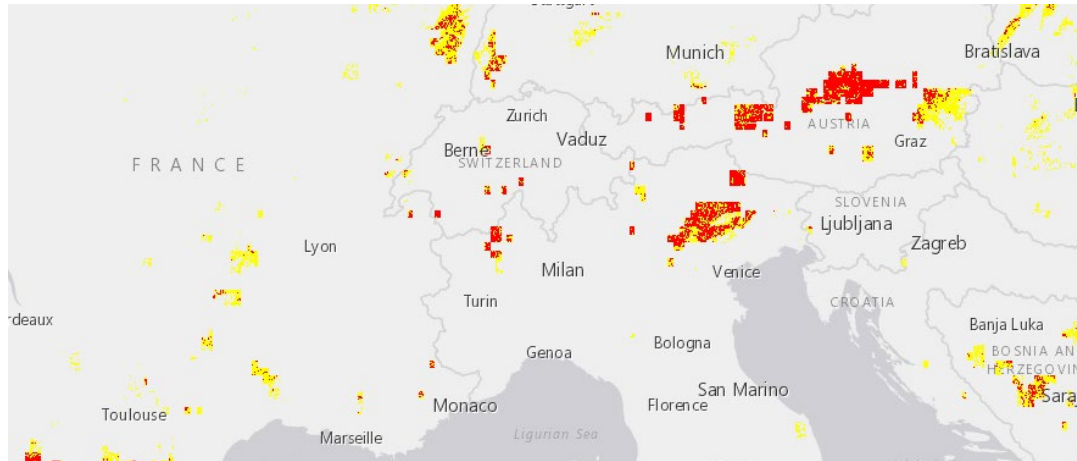 Munich
Bratislava
Zurich
AUSTRIA
Vaduz
Berne
Graz
FRANCE
SWITZERLAND
SLOVENIA
Ljubljana
Zagreb
Lyon
Milan
Venice
Turin
CROATIA
rdeaux
Banja Luka
Bologna
Genoa
BOSNIA AN
HERZEGOVIN
San Marino
Sara
Monaco
Florence
Toulouse
Marseille
Ligurian Sea